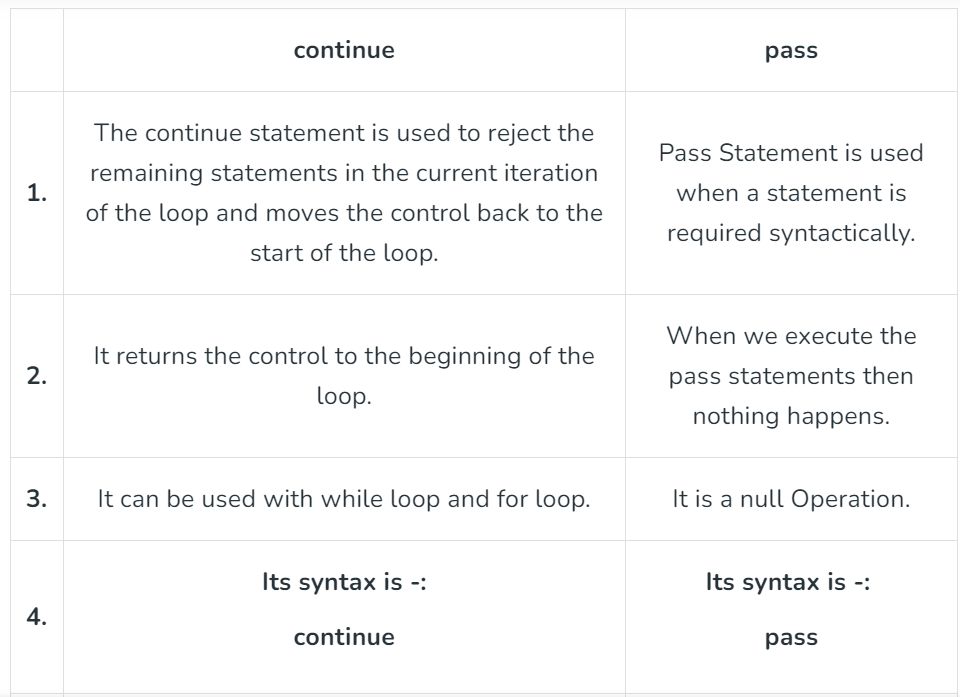 continue
pass
1.
The continue statement is used to reject the
remaining statements in the current iteration
of the loop and moves the control back to the
start of the loop.
Pass Statement is used
when a statement is
required syntactically.
2.
It returns the control to the beginning of the
loop.
When we execute the
pass statements then
nothing happens.
3.
It can be used with while loop and for loop.
It is a null Operation.
4.
Its syntax is -:
continue
Its syntax is -:
pass